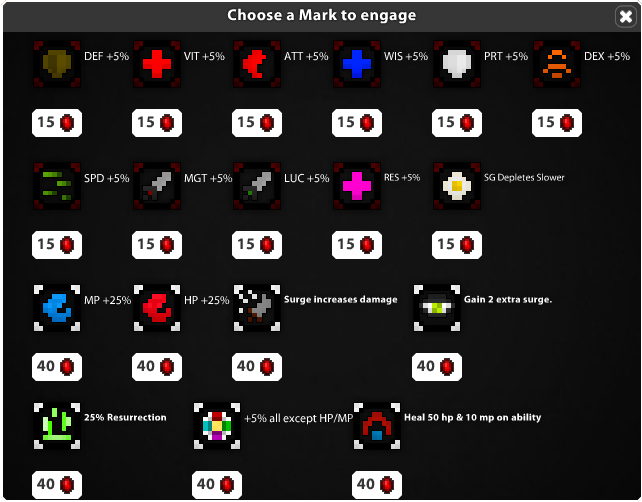 Choose a Mark to engage
DEF +5% VIT +5% ATT +5% WIS +5% PRT +5% DEX +5%
15 15 15 15 15 15
SPD +5% MGT +5% LUC +5% RES +5% SG Depletes Slower
15 15 15 15 15
MP +25% HP +25% Surge increases damage Gain 2 extra surge.
40 40 40 40
25% Resurrection +5% all except HP/MP Heal 50 hp & 10 mp on ability
40 40 40